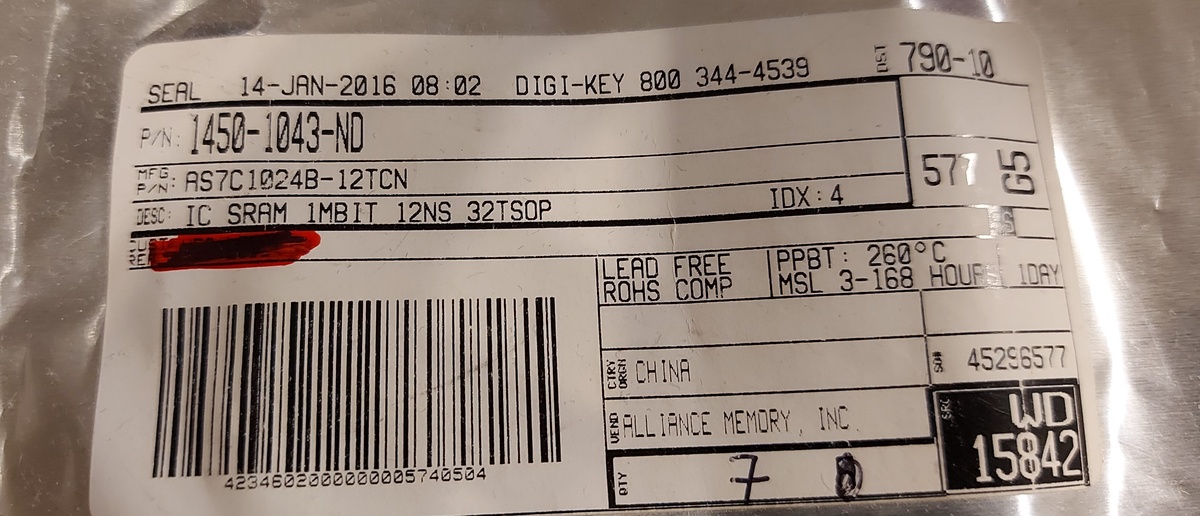 SEAL 14-JAN-2016 08:02 DIGI-KEY 800 344-4539
DST 790-10
P/N: 1450-1043-ND
MFG P/N: AS7C1024B-12TCN
577 G5
DESC: IC SRAM 1MBIT 12NS 32TSOP IDX:4
LEAD FREE
ROHS COMP
PPBT: 260°C
MSL 3-168 HOURS 1DAY
CTRY ORGN CHINA
SO# 45296577
VEND ALLIANCE MEMORY, INC.
SRC WD
15842
QTY 7
42346020000000005740504